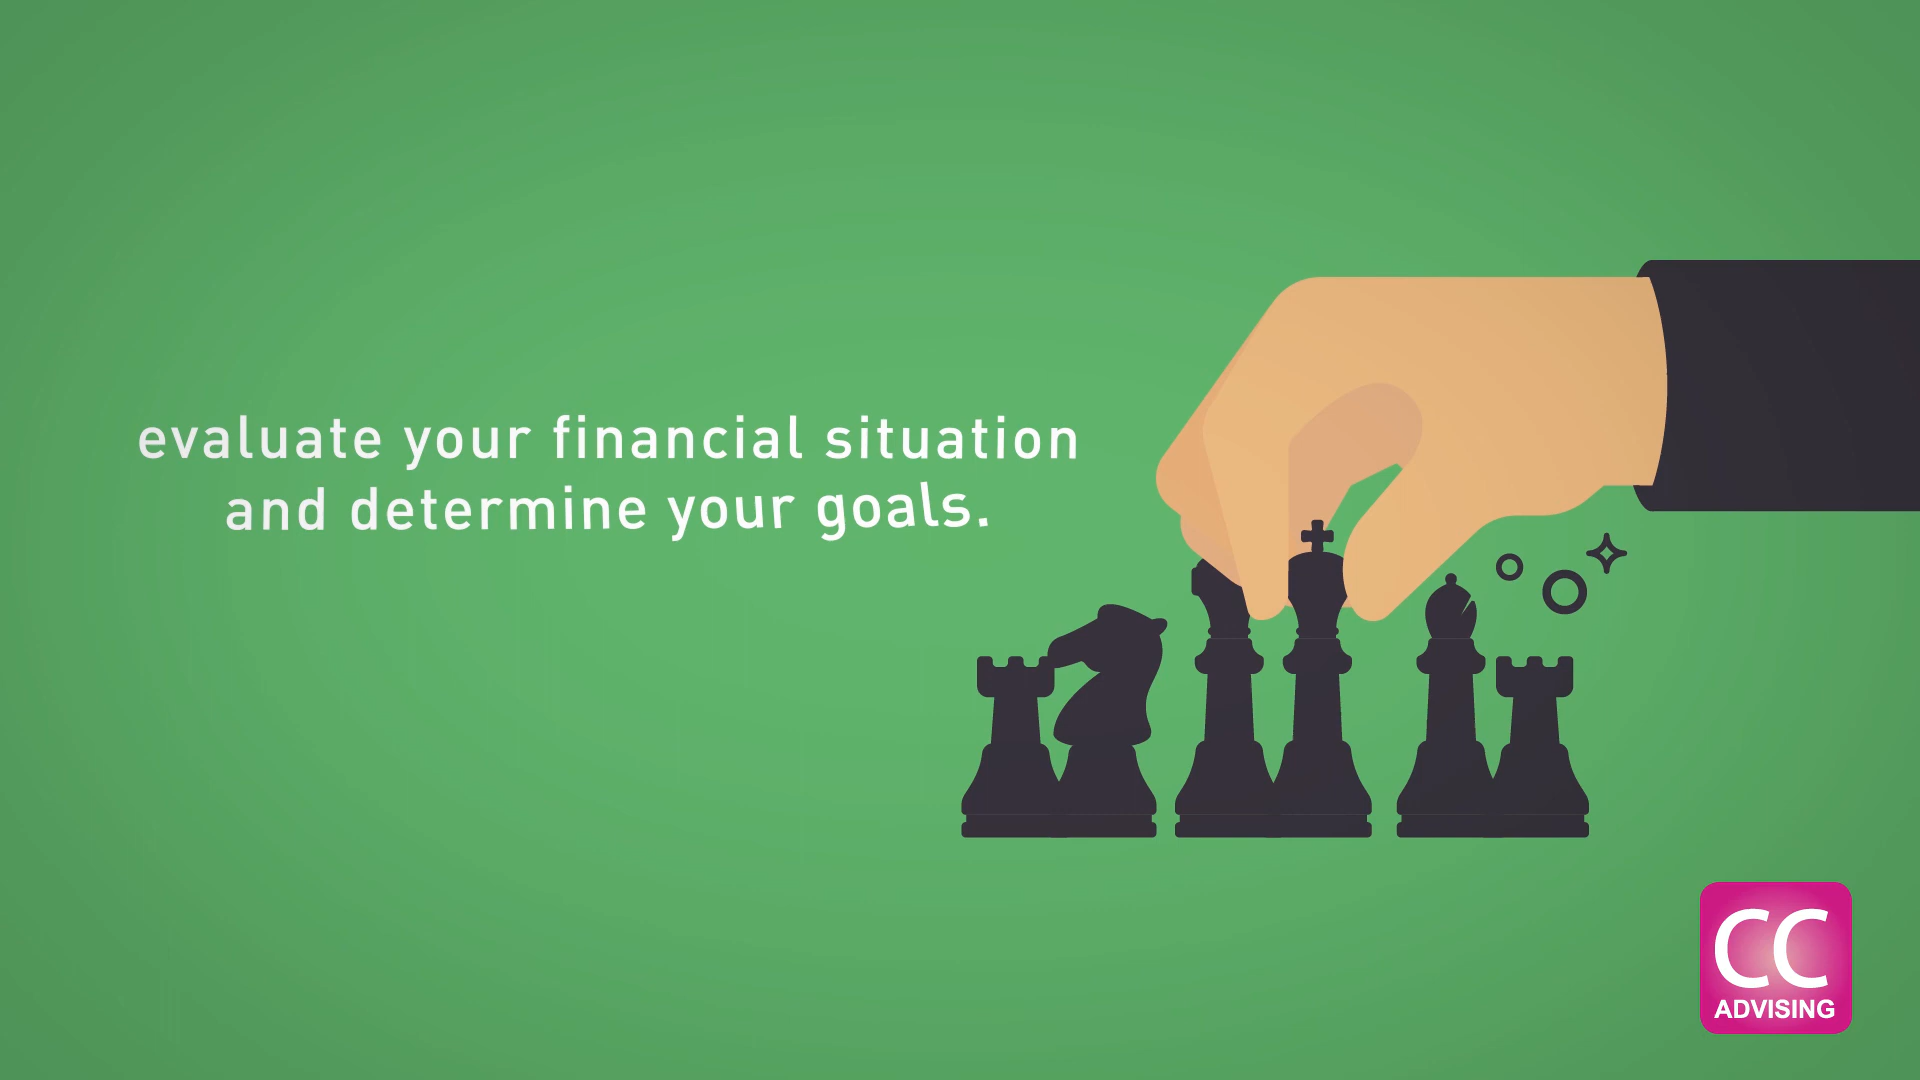 evaluate your financial situation
and determine your goals.
CC
ADVISING